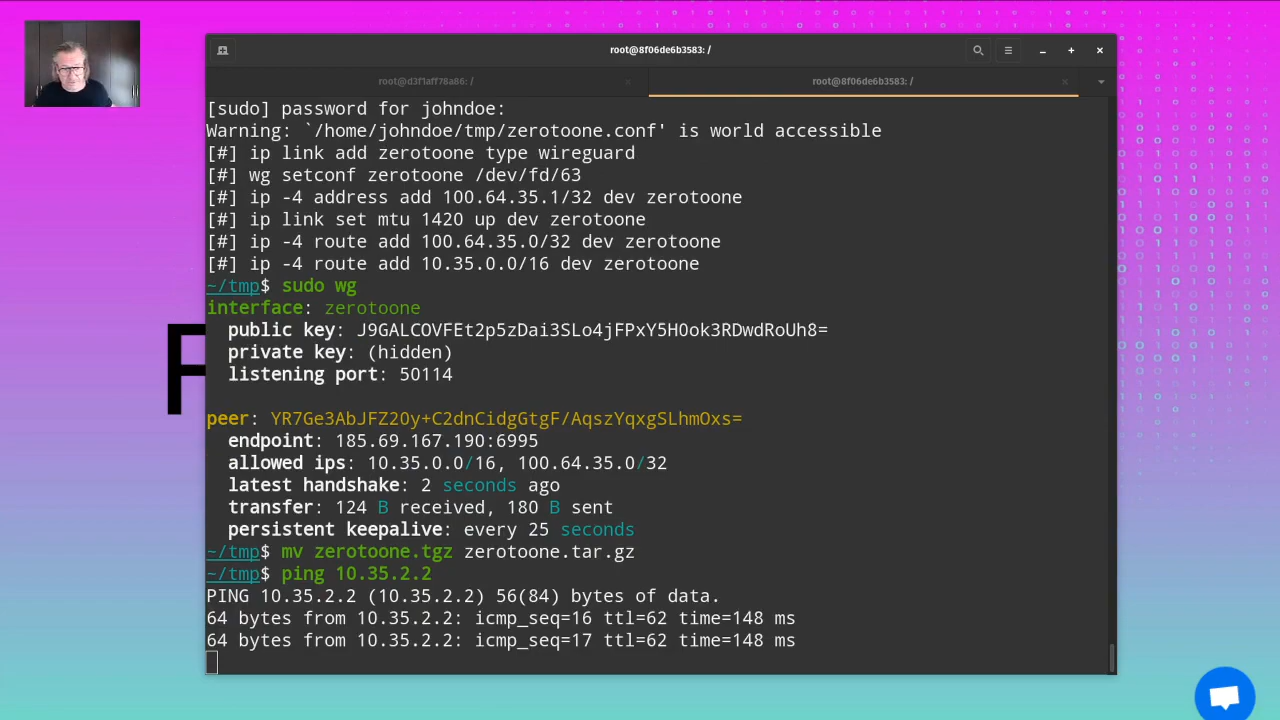 root@8f06de6b3583: /
root@d3f1aff78a86: /
root@8f06de6b3583: /
[sudo] password for johndoe:
Warning: `/home/johndoe/tmp/zerotoone.conf' is world accessible
[#] ip link add zerotoone type wireguard
[#] wg setconf zerotoone /dev/fd/63
[#] ip -4 address add 100.64.35.1/32 dev zerotoone
[#] ip link set mtu 1420 up dev zerotoone
[#] ip -4 route add 100.64.35.0/32 dev zerotoone
[#] ip -4 route add 10.35.0.0/16 dev zerotoone
~/tmp$ sudo wg
interface: zerotoone
public key: J9GALCOVFEt2p5zDai3SLo4jFPxY5H0ok3RDwdRoUh8=
private key: (hidden)
listening port: 50114
peer: YR7Ge3AbJFZ20y+C2dnCidgGtgF/AqszYqxgSLhmOxs=
endpoint: 185.69.167.190:6995
allowed ips: 10.35.0.0/16, 100.64.35.0/32
latest handshake: 2 seconds ago
transfer: 124 B received, 180 B sent
persistent keepalive: every 25 seconds
~/tmp$ mv zerotoone.tgz zerotoone.tar.gz
~/tmp$ ping 10.35.2.2
PING 10.35.2.2 (10.35.2.2) 56(84) bytes of data.
64 bytes from 10.35.2.2: icmp_seq=16 ttl=62 time=148 ms
64 bytes from 10.35.2.2: icmp_seq=17 ttl=62 time=148 ms